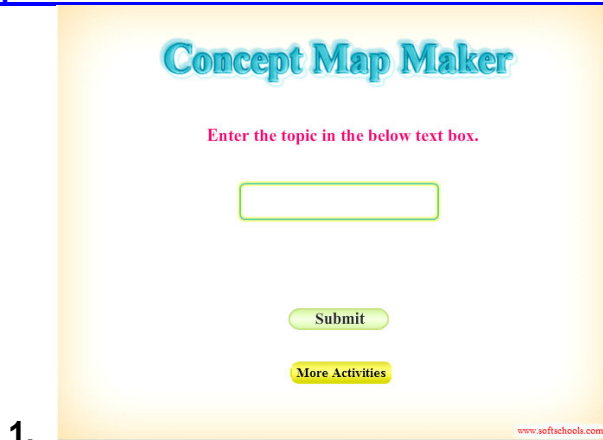 Concept Map Maker
Enter the topic in the below text box.
Submit
More Activities
1.
www.softschools.com